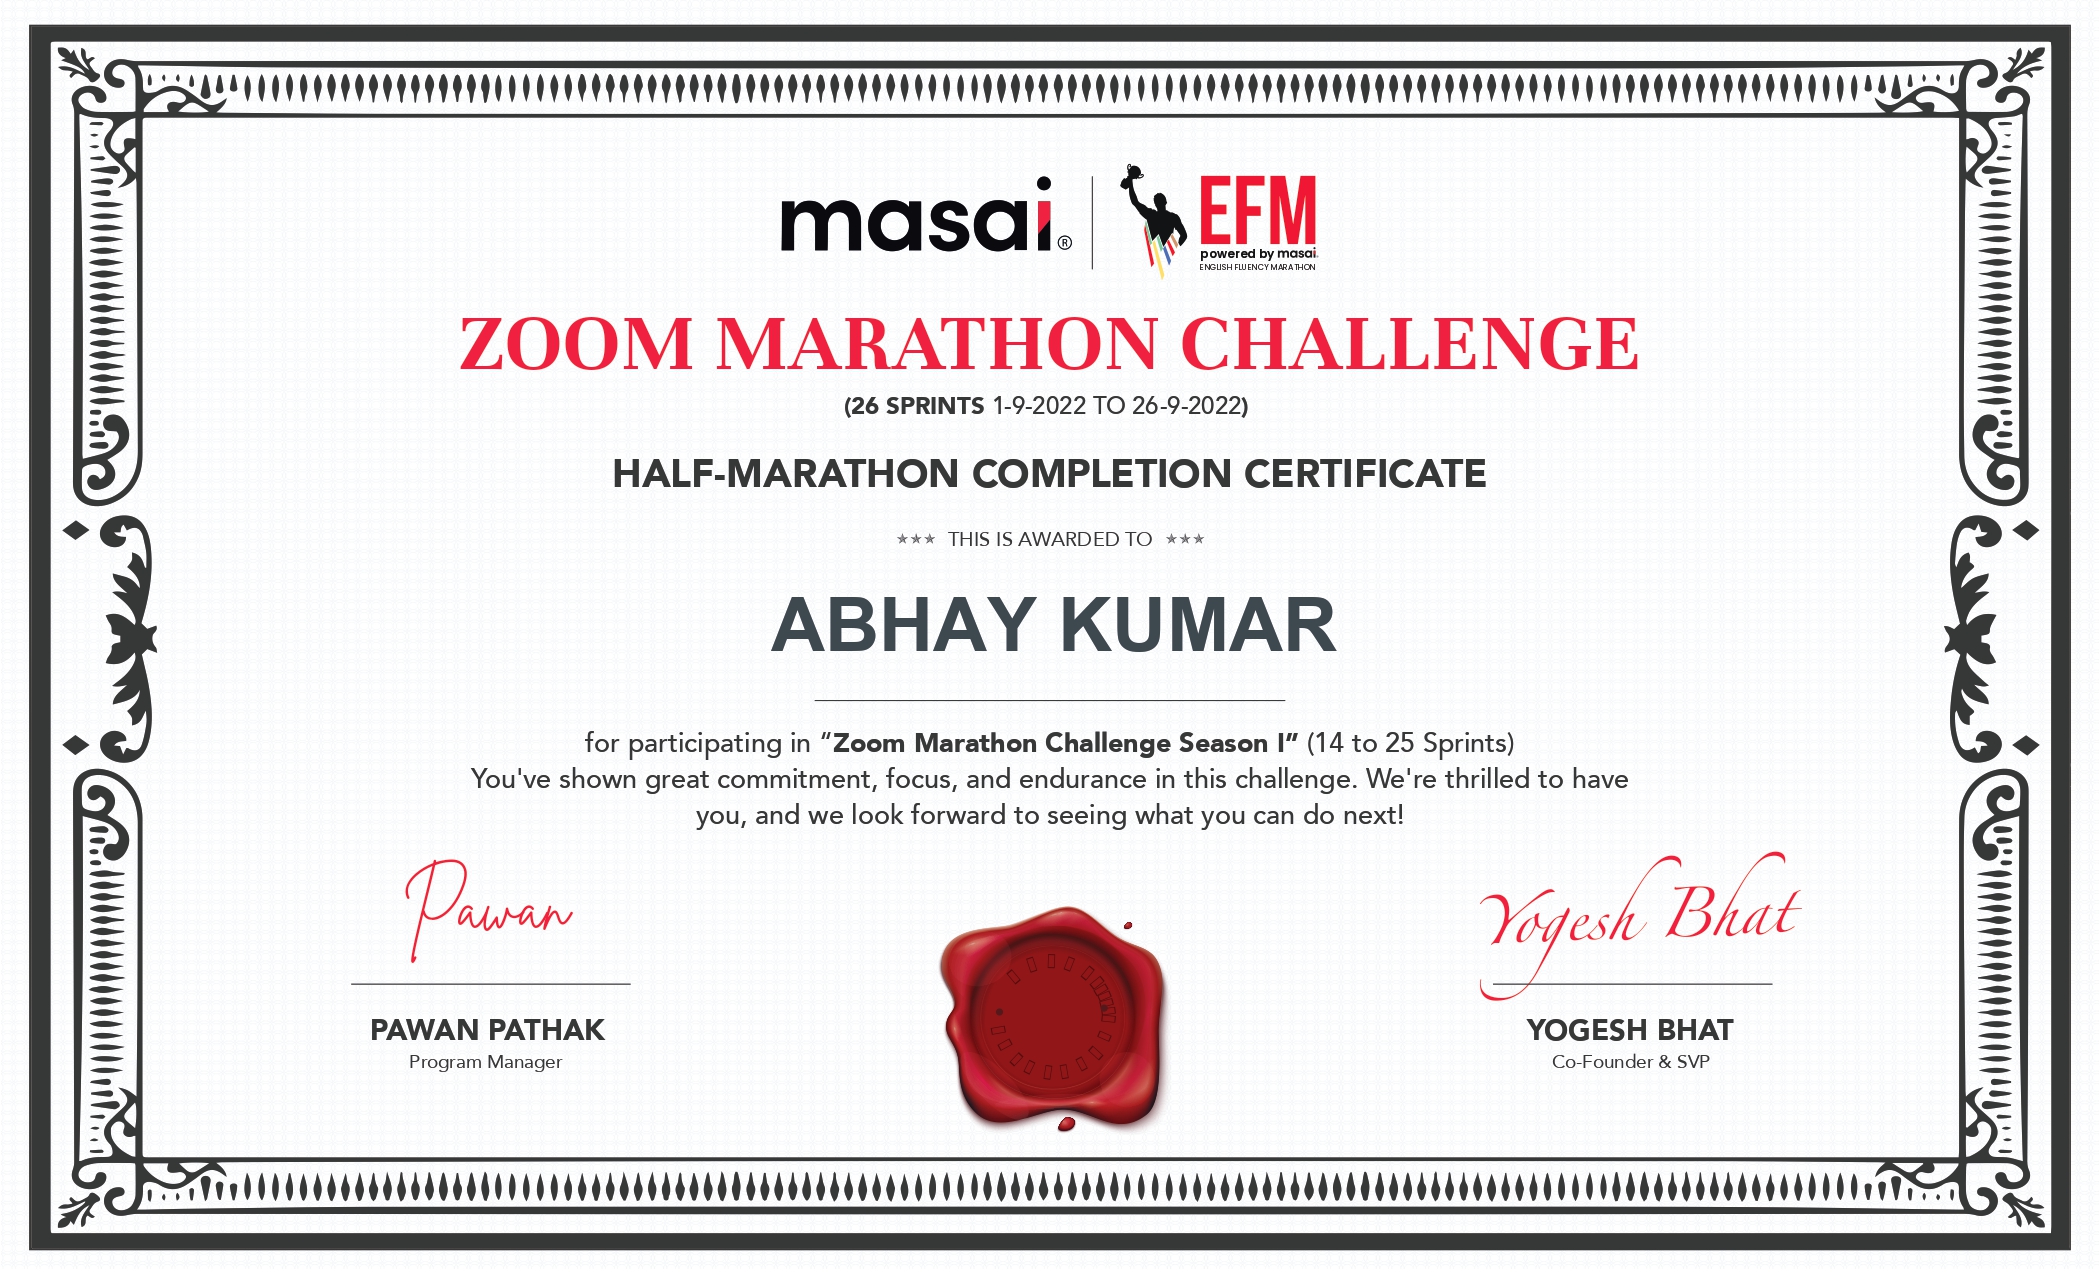 masai®
EFM
powered by masai.
ENGLISH FLUENCY MARATHON
ZOOM MARATHON CHALLENGE
(26 SPRINTS 1-9-2022 TO 26-9-2022)
HALF-MARATHON COMPLETION CERTIFICATE
*** THIS IS AWARDED TO ***
ABHAY KUMAR
for participating in “Zoom Marathon Challenge Season I” (14 to 25 Sprints)
You've shown great commitment, focus, and endurance in this challenge. We're thrilled to have
you, and we look forward to seeing what you can do next!
Pawan
PAWAN PATHAK
Program Manager
Yogesh Bhat
YOGESH BHAT
Co-Founder & SVP